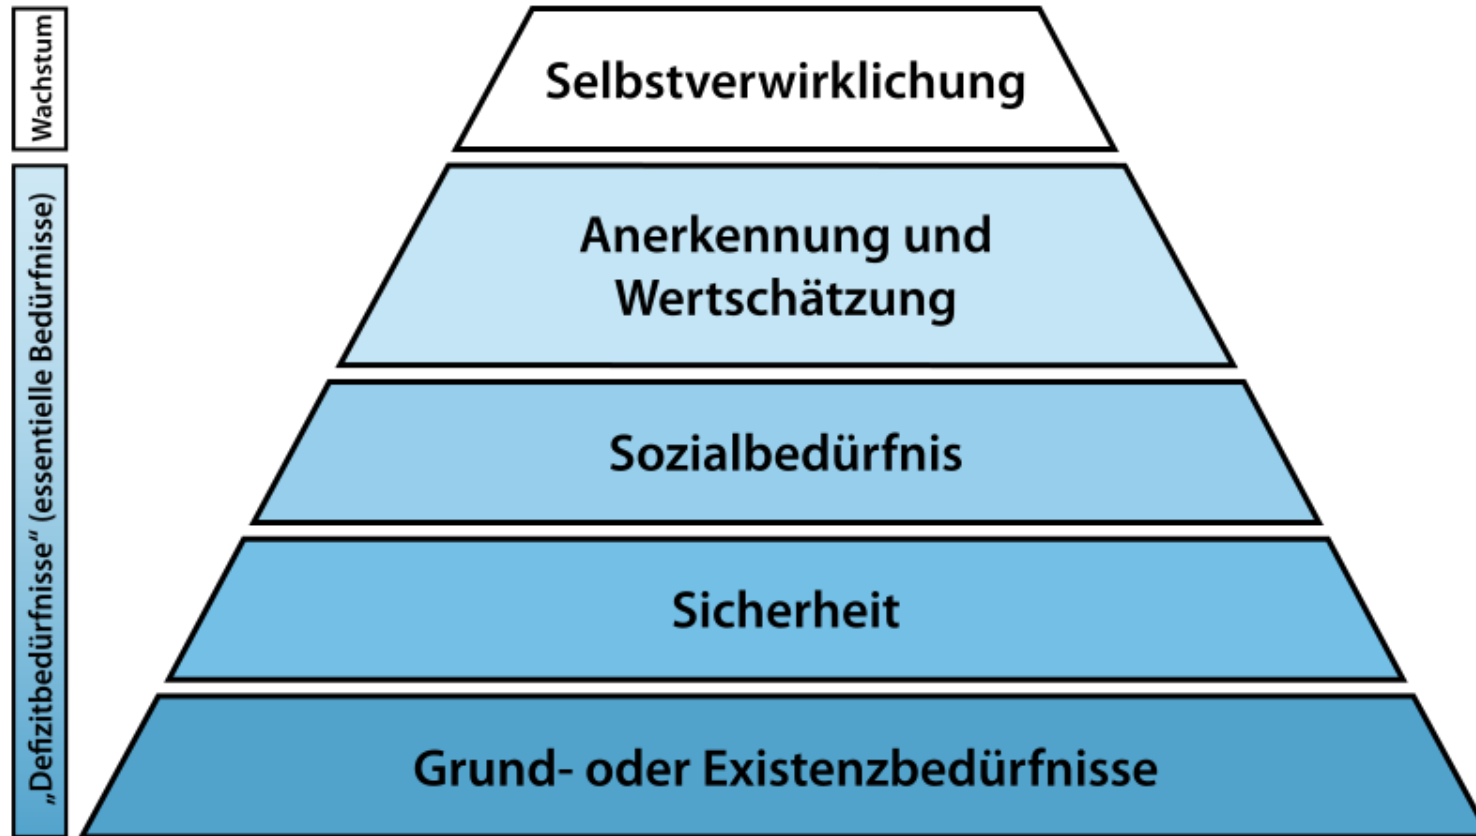 Wachstum
Selbstverwirklichung
Anerkennung und
Wertschätzung
„Defizitbedürfnisse“ (essentielle Bedürfnisse)
Sozialbedürfnis
Sicherheit
Grund- oder Existenzbedürfnisse